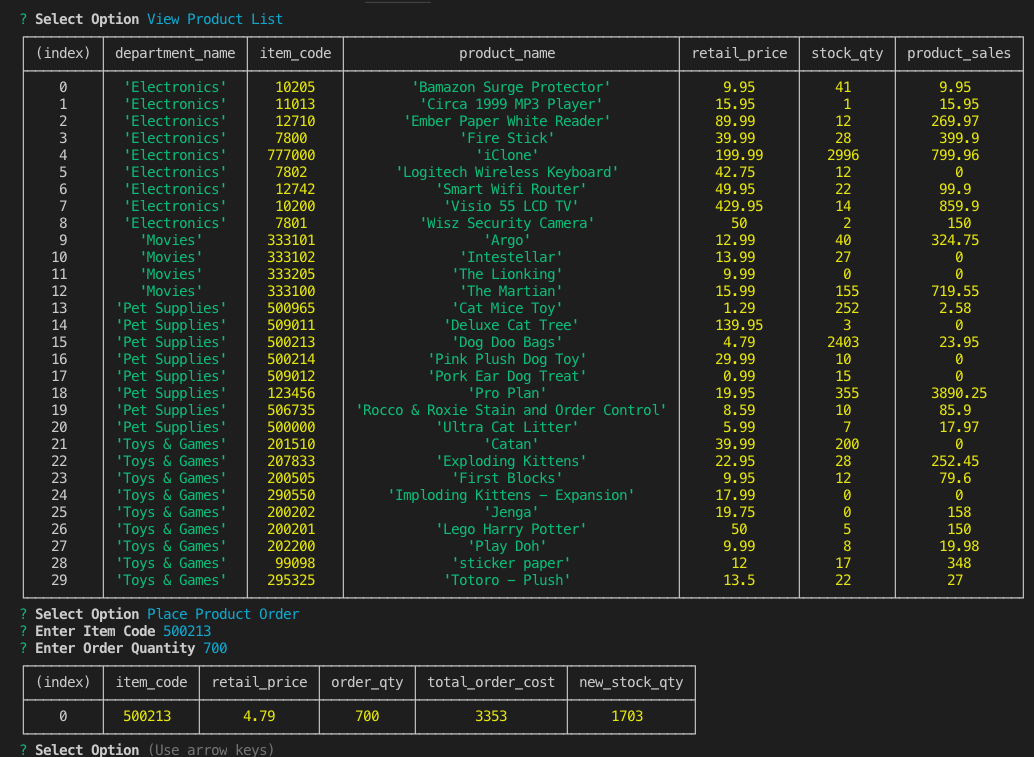 ? Select Option View Product List
(index) department_name item_code product_name retail_price stock_qty product_sales
0 'Electronics' 10205 'Bamazon Surge Protector' 9.95 41 9.95
1 'Electronics' 11013 'Circa 1999 MP3 Player' 15.95 1 15.95
2 'Electronics' 12710 'Ember Paper White Reader' 89.99 12 269.97
3 'Electronics' 7800 'Fire Stick' 39.99 28 399.9
4 'Electronics' 777000 'iClone' 199.99 2996 799.96
5 'Electronics' 7802 'Logitech Wireless Keyboard' 42.75 12 0
6 'Electronics' 12742 'Smart Wifi Router' 49.95 22 99.9
7 'Electronics' 10200 'Visio 55 LCD TV' 429.95 14 859.9
8 'Electronics' 7801 'Wisz Security Camera' 50 2 150
9 'Movies' 333101 'Argo' 12.99 40 324.75
10 'Movies' 333102 'Intestellar' 13.99 27 0
11 'Movies' 333205 'The Lionking' 9.99 0 0
12 'Movies' 333100 'The Martian' 15.99 155 719.55
13 'Pet Supplies' 500965 'Cat Mice Toy' 1.29 252 2.58
14 'Pet Supplies' 509011 'Deluxe Cat Tree' 139.95 3 0
15 'Pet Supplies' 500213 'Dog Doo Bags' 4.79 2403 23.95
16 'Pet Supplies' 500214 'Pink Plush Dog Toy' 29.99 10 0
17 'Pet Supplies' 509012 'Pork Ear Dog Treat' 0.99 15 0
18 'Pet Supplies' 123456 'Pro Plan' 19.95 355 3890.25
19 'Pet Supplies' 506735 'Rocco & Roxie Stain and Order Control' 8.59 10 85.9
20 'Pet Supplies' 500000 'Ultra Cat Litter' 5.99 7 17.97
21 'Toys & Games' 201510 'Catan' 39.99 200 0
22 'Toys & Games' 207833 'Exploding Kittens' 22.95 28 252.45
23 'Toys & Games' 200505 'First Blocks' 9.95 12 79.6
24 'Toys & Games' 290550 'Imploding Kittens - Expansion' 17.99 0 0
25 'Toys & Games' 200202 'Jenga' 19.75 0 158
26 'Toys & Games' 200201 'Lego Harry Potter' 50 5 150
27 'Toys & Games' 202200 'Play Doh' 9.99 8 19.98
28 'Toys & Games' 99098 'sticker paper' 12 17 348
29 'Toys & Games' 295325 'Totoro - Plush' 13.5 22 27
? Select Option Place Product Order
? Enter Item Code 500213
? Enter Order Quantity 700
(index) item_code retail_price order_qty total_order_cost new_stock_qty
0 500213 4.79 700 3353 1703
? Select Option (Use arrow keys)